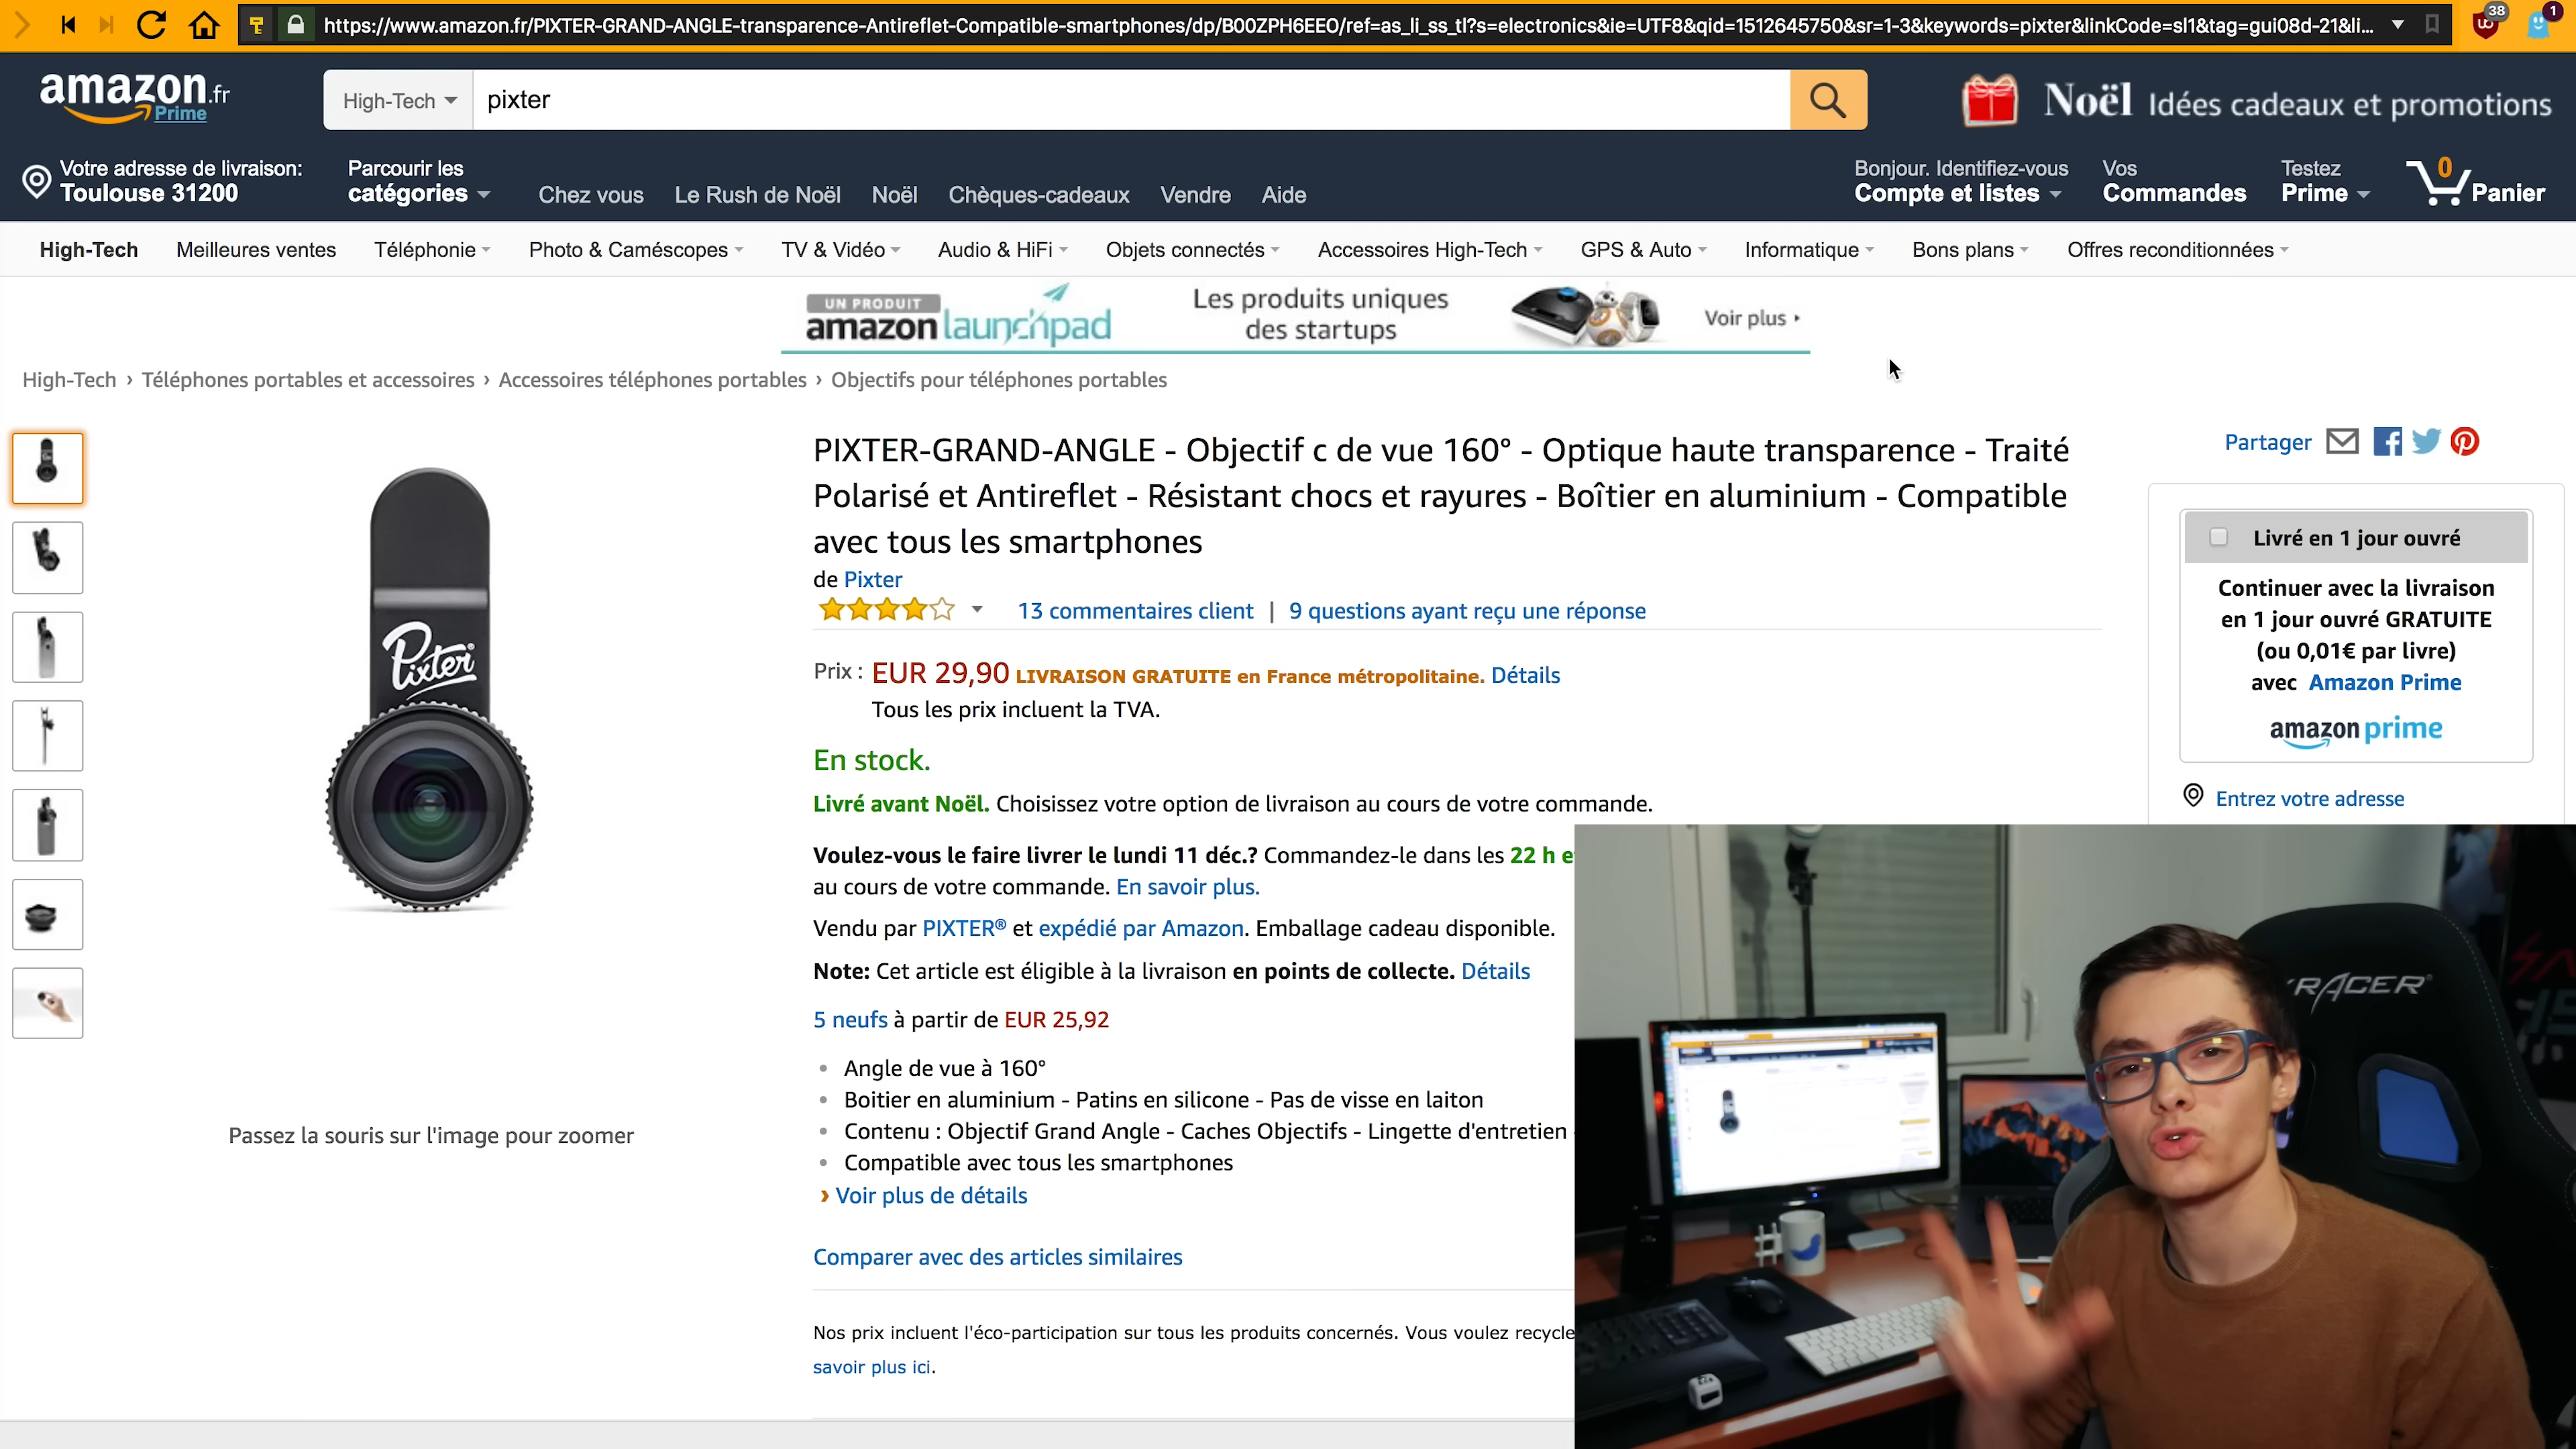 https://www.amazon.fr/PIXTER-GRAND-ANGLE-transparence-Antireflet-Compatible-smartphones/dp/B00ZPH6EEO/ref=as_li_ss_tl?s=electronics&ie=UTF8&qid=1512645750&sr=1-3&keywords=pixter&linkCode=sl1&tag=gui08d-21&li...
38
1
amazon.fr
Prime
High-Tech
pixter
Noël Idées cadeaux et promotions
Votre adresse de livraison:
Toulouse 31200
Parcourir les
catégories
Chez vous
Le Rush de Noël
Noël
Chèques-cadeaux
Vendre
Aide
Bonjour. Identifiez-vous
Compte et listes
Vos
Commandes
Testez
Prime
0
Panier
High-Tech
Meilleures ventes
Téléphonie
Photo & Caméscopes
TV & Vidéo
Audio & HiFi
Objets connectés
Accessoires High-Tech
GPS & Auto
Informatique
Bons plans
Offres reconditionnées
UN PRODUIT
amazon launchpad
Les produits uniques
des startups
Voir plus
High-Tech › Téléphones portables et accessoires › Accessoires téléphones portables › Objectifs pour téléphones portables
Pixter®
Passez la souris sur l'image pour zoomer
PIXTER-GRAND-ANGLE - Objectif c de vue 160° - Optique haute transparence - Traité
Polarisé et Antireflet - Résistant chocs et rayures - Boîtier en aluminium - Compatible
avec tous les smartphones
de Pixter
13 commentaires client | 9 questions ayant reçu une réponse
Prix : EUR 29,90 LIVRAISON GRATUITE en France métropolitaine. Détails
Tous les prix incluent la TVA.
En stock.
Livré avant Noël. Choisissez votre option de livraison au cours de votre commande.
Voulez-vous le faire livrer le lundi 11 déc.? Commandez-le dans les 22 h e
au cours de votre commande. En savoir plus.
Vendu par PIXTER® et expédié par Amazon. Emballage cadeau disponible.
Note: Cet article est éligible à la livraison en points de collecte. Détails
5 neufs à partir de EUR 25,92
• Angle de vue à 160°
• Boitier en aluminium - Patins en silicone - Pas de visse en laiton
• Contenu : Objectif Grand Angle - Caches Objectifs - Lingette d'entretien
• Compatible avec tous les smartphones
› Voir plus de détails
Comparer avec des articles similaires
Nos prix incluent l'éco-participation sur tous les produits concernés. Vous voulez recycle
savoir plus ici.
Partager
Livré en 1 jour ouvré
Continuer avec la livraison
en 1 jour ouvré GRATUITE
(ou 0,01€ par livre)
avec Amazon Prime
amazon prime
Entrez votre adresse
RACER
#